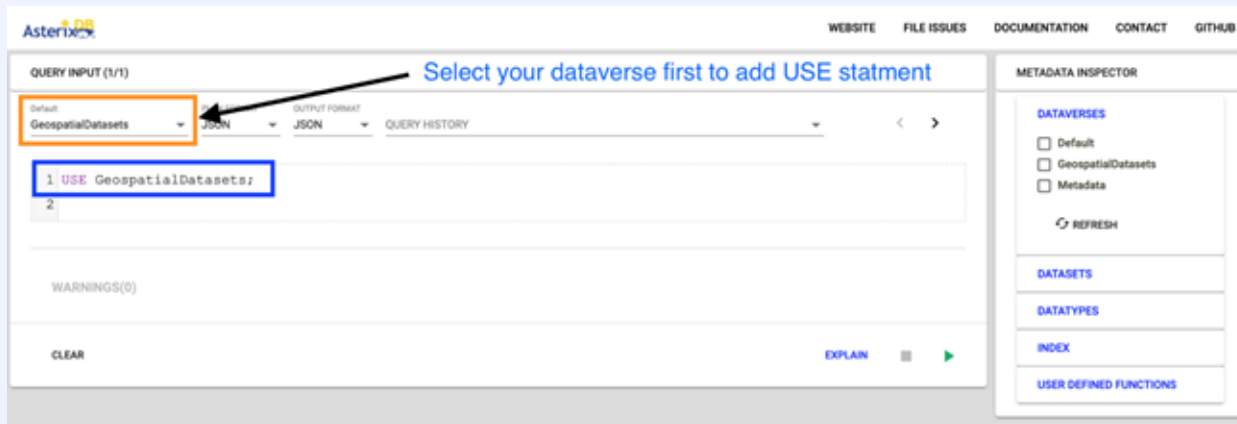 AsterixDB
WEBSITE FILE ISSUES DOCUMENTATION CONTACT GITHUB
QUERY INPUT (1/1)
Select your dataverse first to add USE statment
Default
GeospatialDatasets
JSON
OUTPUT FORMAT
JSON
QUERY HISTORY
1 USE GeospatialDatasets;
2
WARNINGS(0)
CLEAR
EXPLAIN
METADATA INSPECTOR
DATAVERSES
Default
GeospatialDatasets
Metadata
REFRESH
DATASETS
DATATYPES
INDEX
USER DEFINED FUNCTIONS